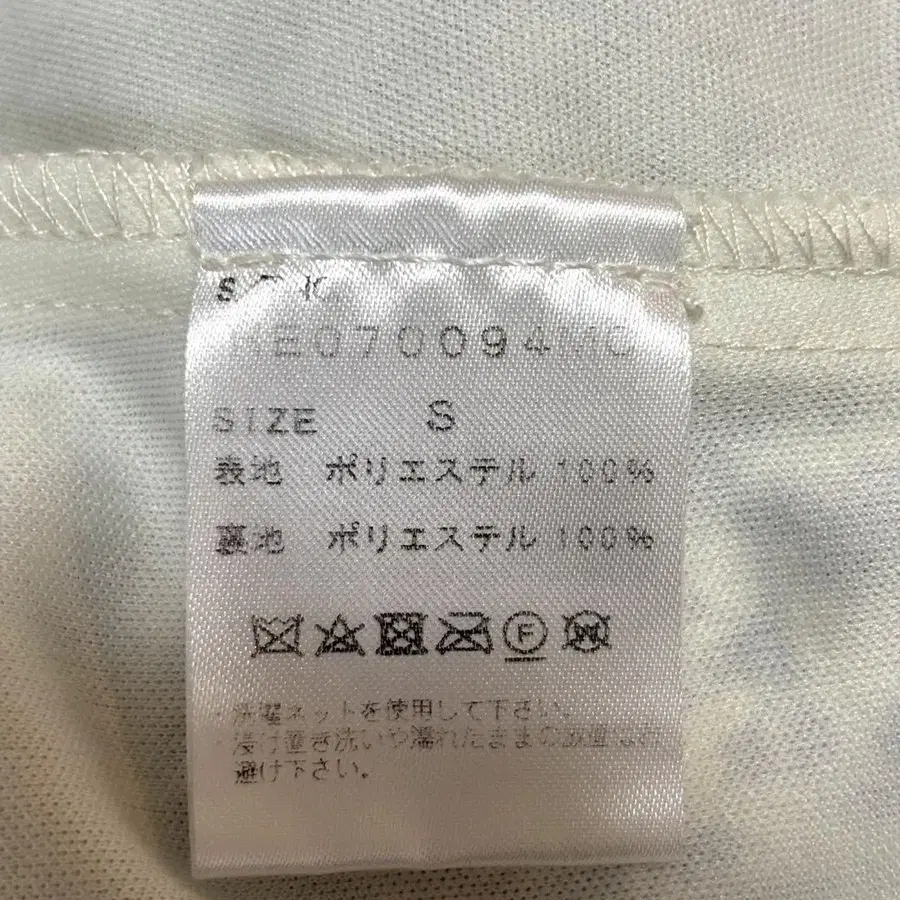 E070094M
SIZE S
表地 ポリエステル 100%
裏地 ポリエステル 100%
F
W
・洗濯ネットを使用して下さい。
・浸け置き洗いや濡れたままの放置はお
避け下さい。